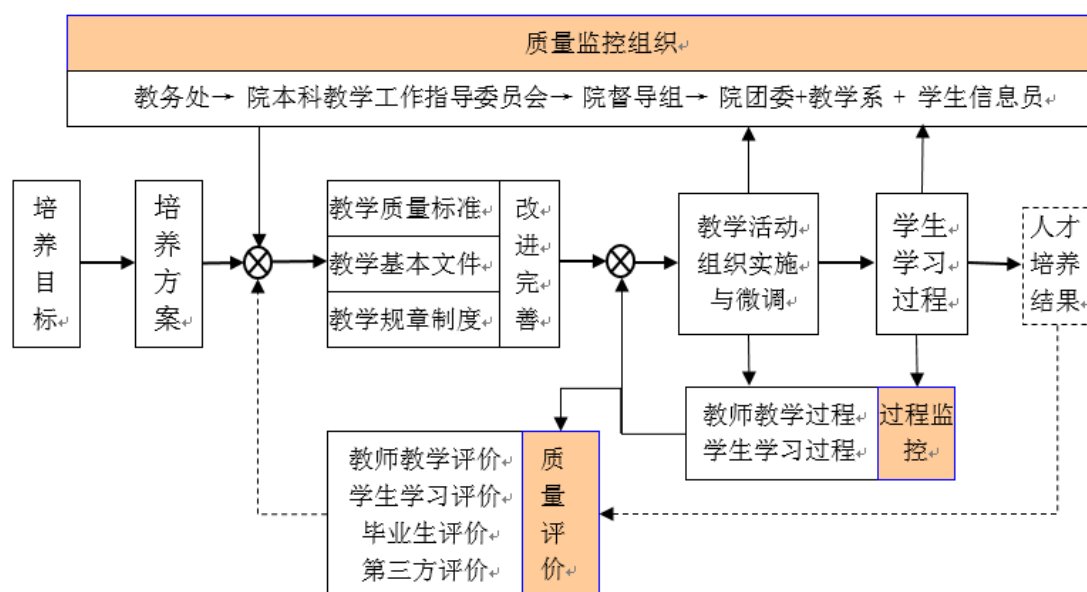 质量监控组织
教务处→ 院本科教学工作指导委员会→ 院督导组→ 院团委+教学系 + 学生信息员
培
养
目
标
培
养
方
案
教学质量标准
教学基本文件
教学规章制度
改
进
完
善
教学活动
组织实施
与微调
学生
学习
过程
人才
培养
结果
教师教学过程
学生学习过程
过程监
控
教师教学评价
学生学习评价
毕业生评价
第三方评价
质
量
评
价